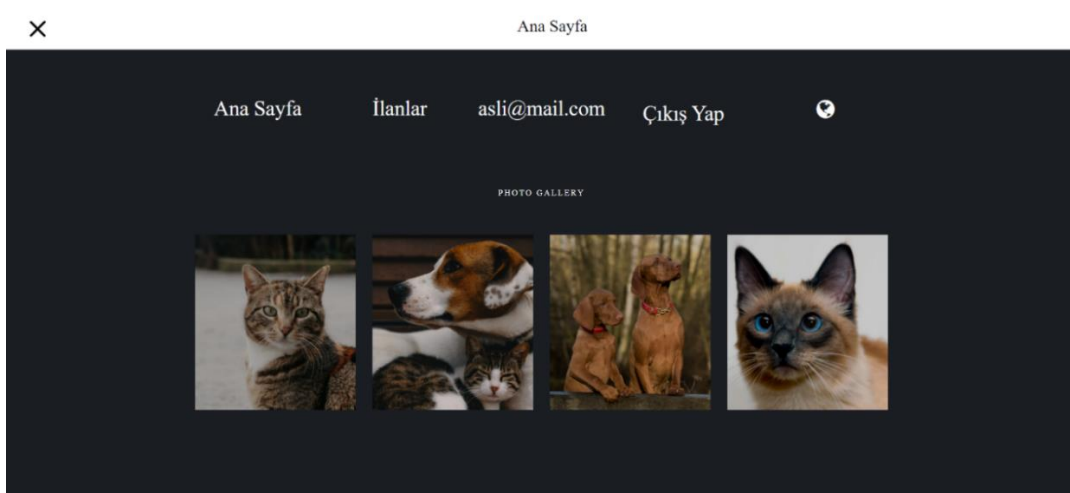 Ana Sayfa
Ana Sayfa İlanlar asli@mail.com Çıkış Yap
PHOTO GALLERY